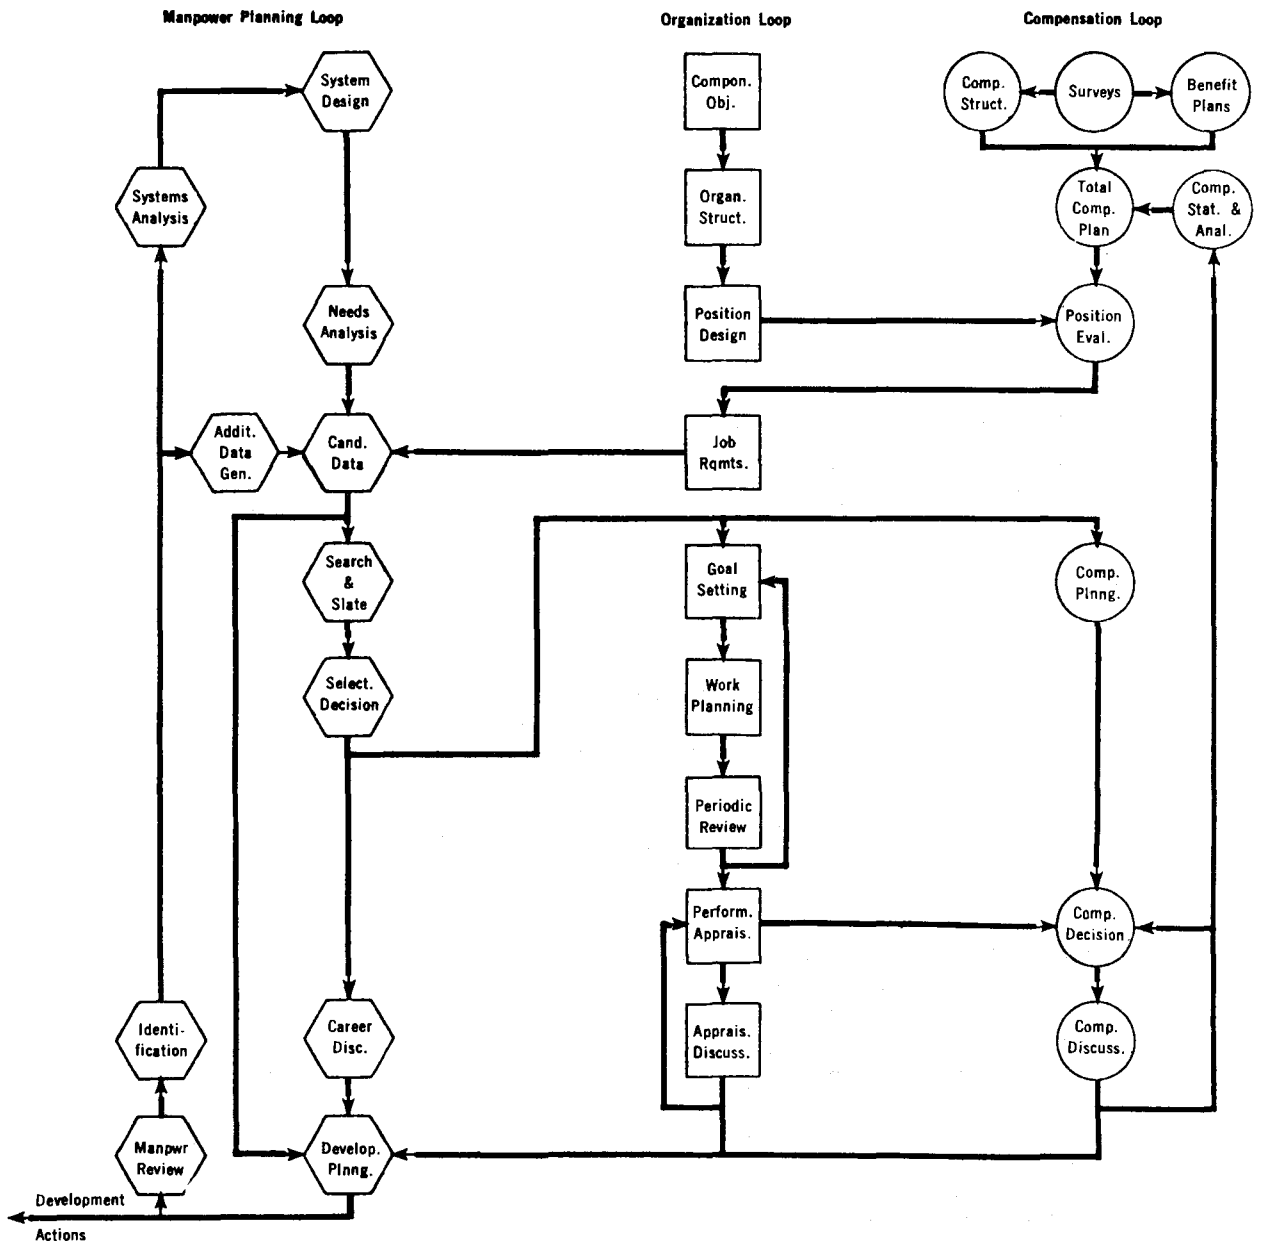 Manpower Planning Loop
Organization Loop
Compensation Loop
System
Design
Compon.
Obj.
Comp.
Struct.
Surveys
Benefit
Plans
Systems
Analysis
Organ.
Struct.
Total
Comp.
Plan
Comp.
Stat. &
Anal.
Needs
Analysis
Position
Design
Position
Eval.
Addit.
Data
Gen.
Cand.
Data
Job
Rqmts.
Search
&
Slate
Goal
Setting
Comp.
Plnng.
Select.
Decision
Work
Planning
Periodic
Review
Perform.
Apprais.
Comp.
Decision
Identi-
fication
Career
Disc.
Apprais.
Discuss.
Comp.
Discuss.
Manpwr
Review
Develop.
Plnng.
Development
Actions